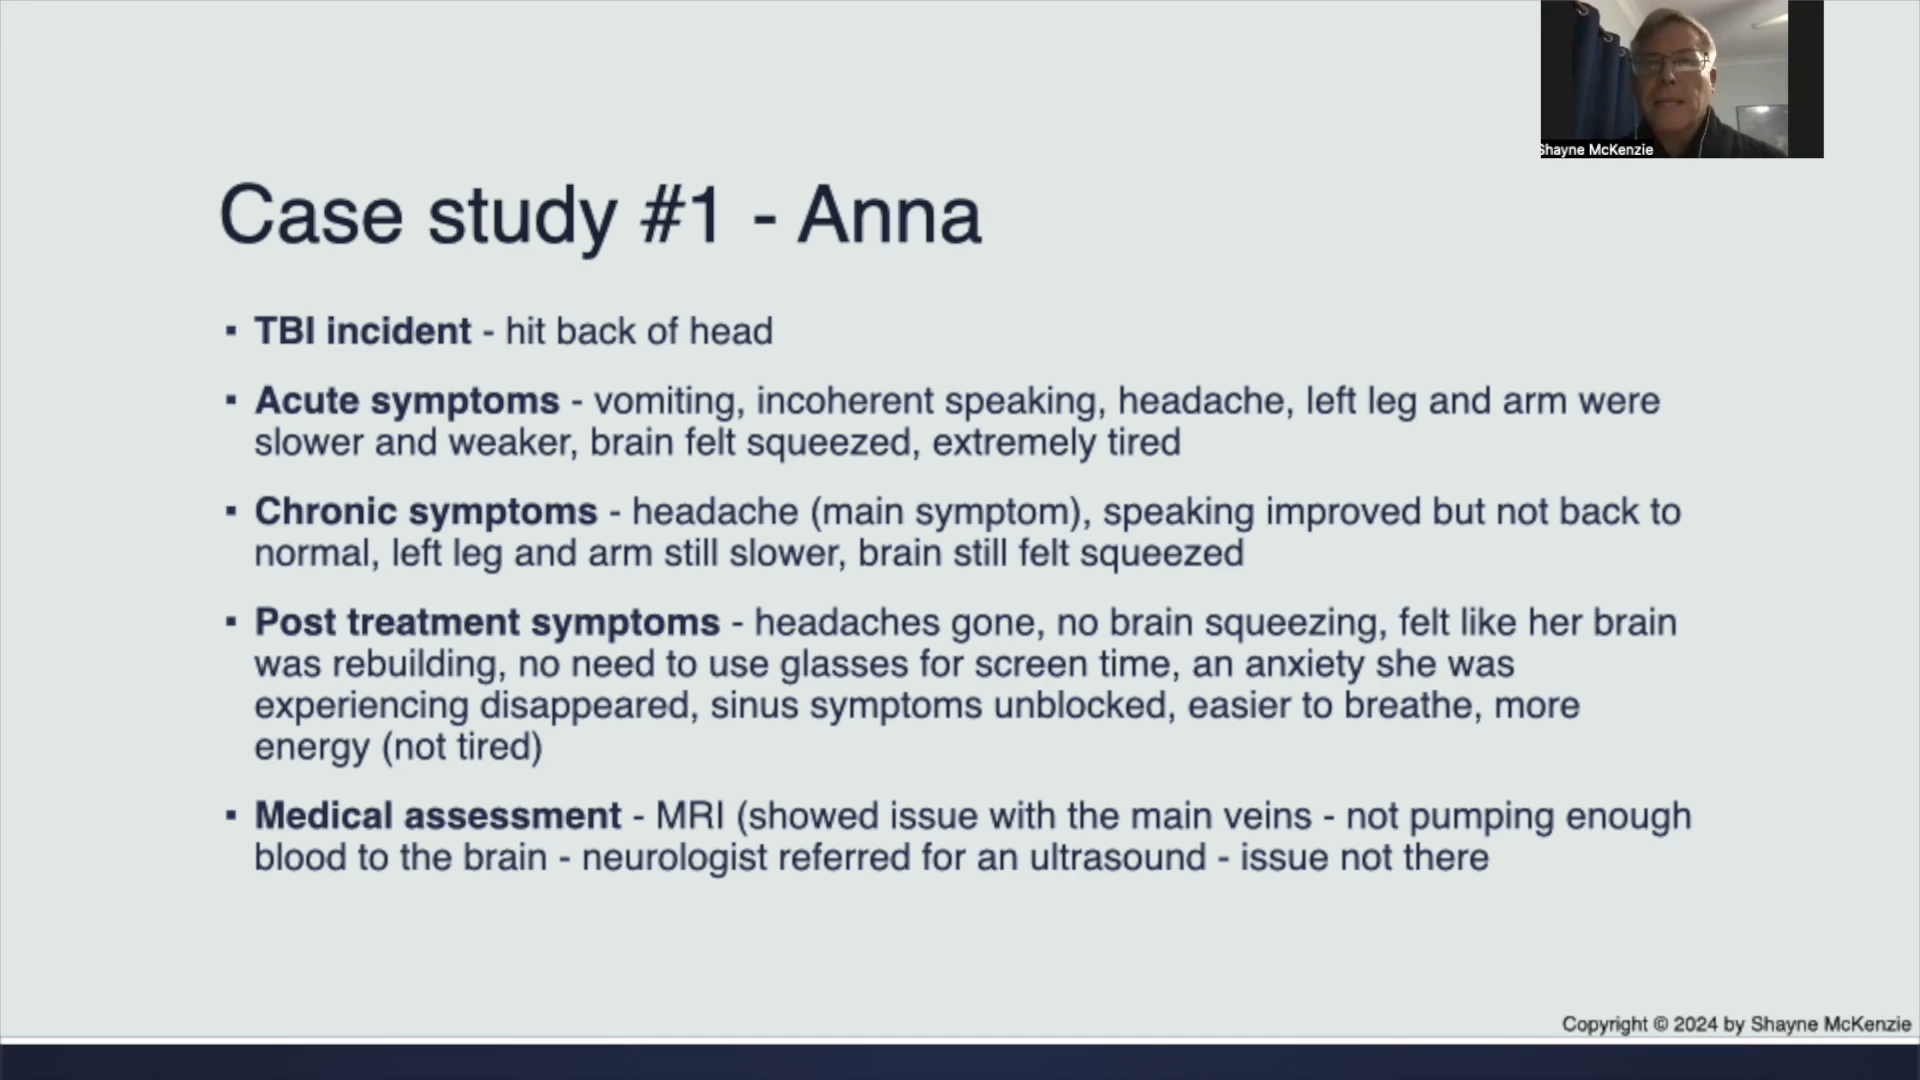 Shayne McKenzie
Case study #1 - Anna
▪ TBI incident - hit back of head
▪ Acute symptoms - vomiting, incoherent speaking, headache, left leg and arm were
slower and weaker, brain felt squeezed, extremely tired
▪ Chronic symptoms - headache (main symptom), speaking improved but not back to
normal, left leg and arm still slower, brain still felt squeezed
▪ Post treatment symptoms - headaches gone, no brain squeezing, felt like her brain
was rebuilding, no need to use glasses for screen time, an anxiety she was
experiencing disappeared, sinus symptoms unblocked, easier to breathe, more
energy (not tired)
▪ Medical assessment - MRI (showed issue with the main veins - not pumping enough
blood to the brain - neurologist referred for an ultrasound - issue not there
Copyright © 2024 by Shayne McKenzie